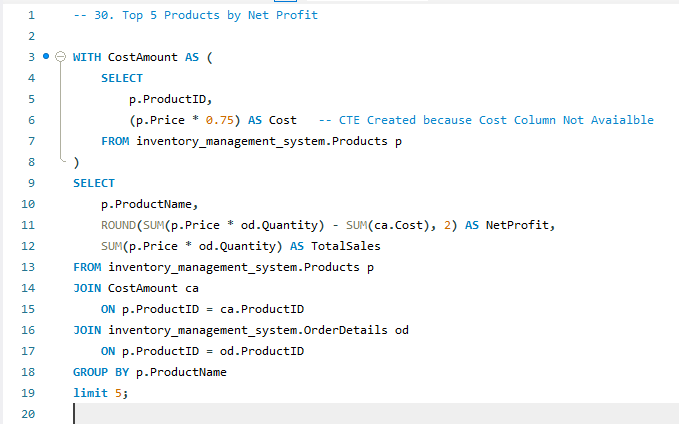 1 -- 30. Top 5 Products by Net Profit
2
3 WITH CostAmount AS (
4 SELECT
5 p.ProductID,
6 (p.Price * 0.75) AS Cost -- CTE Created because Cost Column Not Avaialble
7 FROM inventory_management_system.Products p
8 )
9 SELECT
10 p.ProductName,
11 ROUND(SUM(p.Price * od.Quantity) - SUM(ca.Cost), 2) AS NetProfit,
12 SUM(p.Price * od.Quantity) AS TotalSales
13 FROM inventory_management_system.Products p
14 JOIN CostAmount ca
15 ON p.ProductID = ca.ProductID
16 JOIN inventory_management_system.OrderDetails od
17 ON p.ProductID = od.ProductID
18 GROUP BY p.ProductName
19 limit 5;
20